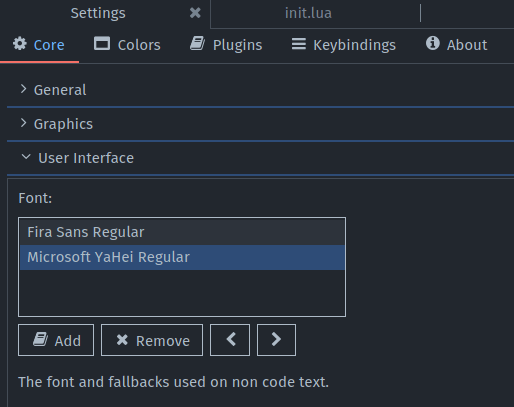 Settings init.lua
Core Colors Plugins Keybindings About
General
Graphics
User Interface
Font:
Fira Sans Regular
Microsoft YaHei Regular
Add Remove
The font and fallbacks used on non code text.